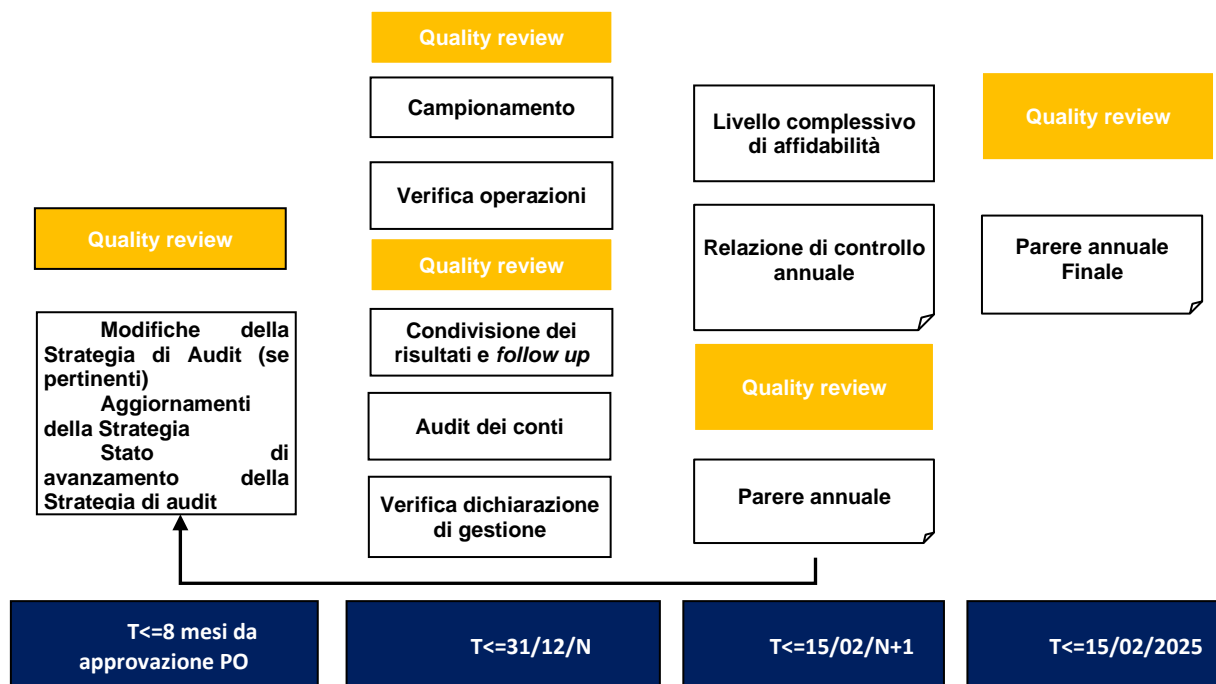 Quality review
Modifiche della
Strategia di Audit (se
pertinenti)
Aggiornamenti
della Strategia
Stato di
avanzamento della
Strategia di audit
T<=8 mesi da
approvazione PO
Quality review
Campionamento
Verifica operazioni
Quality review
Condivisione dei
risultati e follow up
Audit dei conti
Verifica dichiarazione
di gestione
T<=31/12/N
Livello complessivo
di affidabilità
Relazione di controllo
annuale
Quality review
Parere annuale
T<=15/02/N+1
Quality review
Parere annuale
Finale
T<=15/02/2025